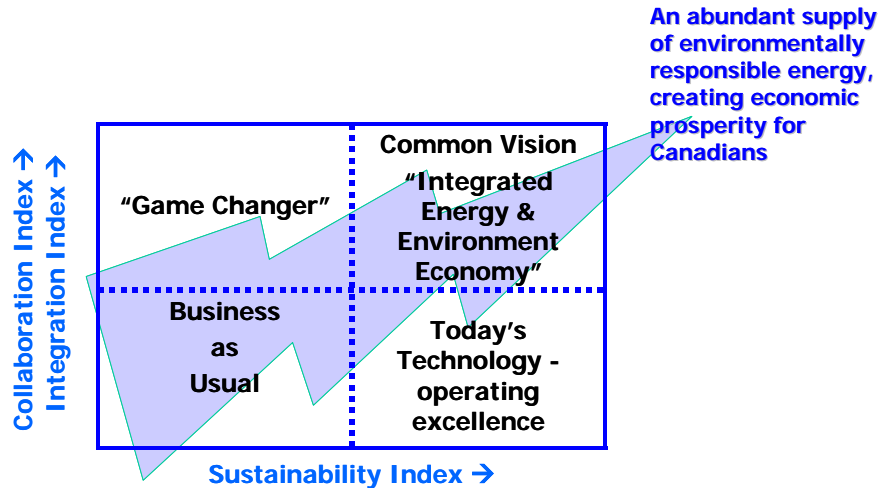 An abundant supply
of environmentally
responsible energy,
creating economic
prosperity for
Canadians
Common Vision
“Integrated
Energy &
Environment
Economy”
“Game Changer”
Business
as
Usual
Today’s
Technology -
operating
excellence
Collaboration Index →
Integration Index →
Sustainability Index →